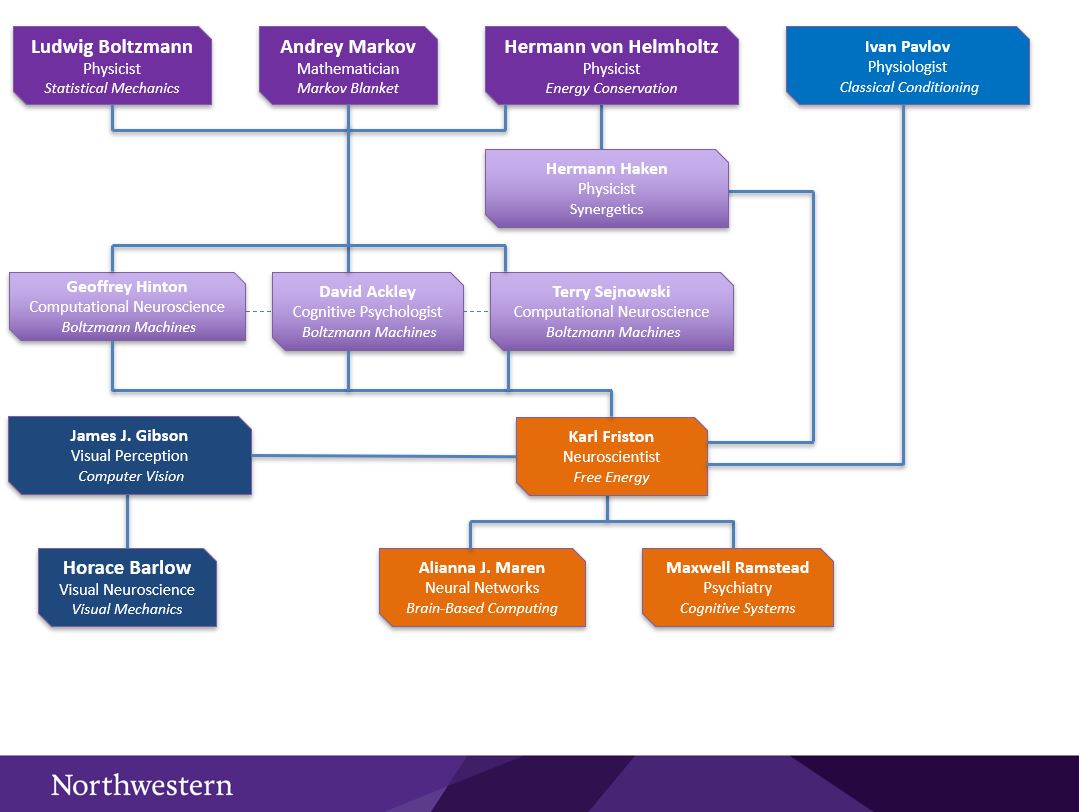 Ludwig Boltzmann
Physicist
Statistical Mechanics
Andrey Markov
Mathematician
Markov Blanket
Hermann von Helmholtz
Physicist
Energy Conservation
Ivan Pavlov
Physiologist
Classical Conditioning
Hermann Haken
Physicist
Synergetics
Geoffrey Hinton
Computational Neuroscience
Boltzmann Machines
David Ackley
Cognitive Psychologist
Boltzmann Machines
Terry Sejnowski
Computational Neuroscience
Boltzmann Machines
James J. Gibson
Visual Perception
Computer Vision
Karl Friston
Neuroscientist
Free Energy
Horace Barlow
Visual Neuroscience
Visual Mechanics
Alianna J. Maren
Neural Networks
Brain-Based Computing
Maxwell Ramstead
Psychiatry
Cognitive Systems
Northwestern